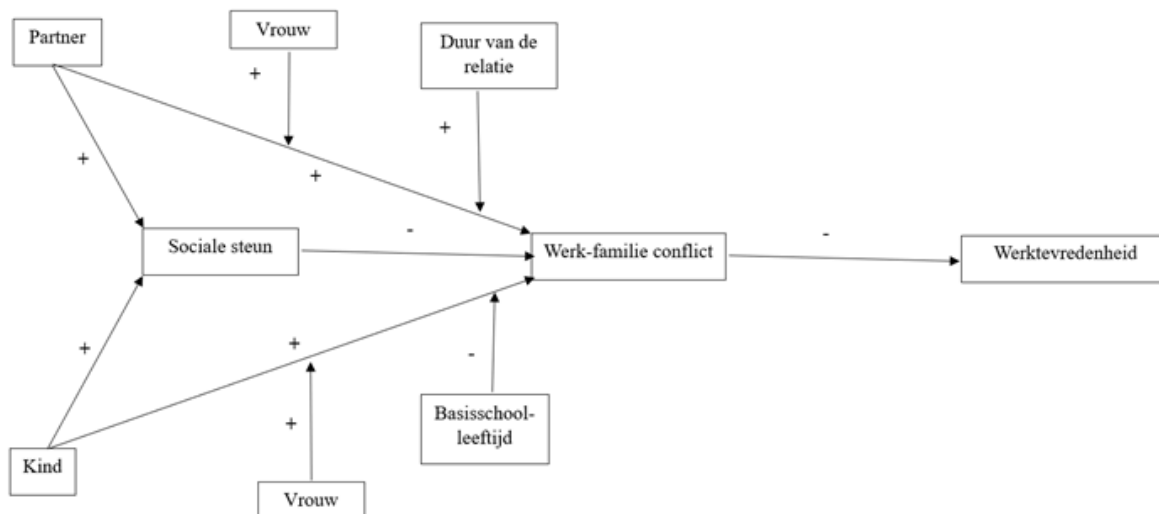 Partner
Vrouw
Duur van de
relatie
+
+
+
+
Sociale steun
-
Werk-familie conflict
-
Werktevredenheid
+
+
-
+
Basisschool-
leeftijd
Kind
Vrouw